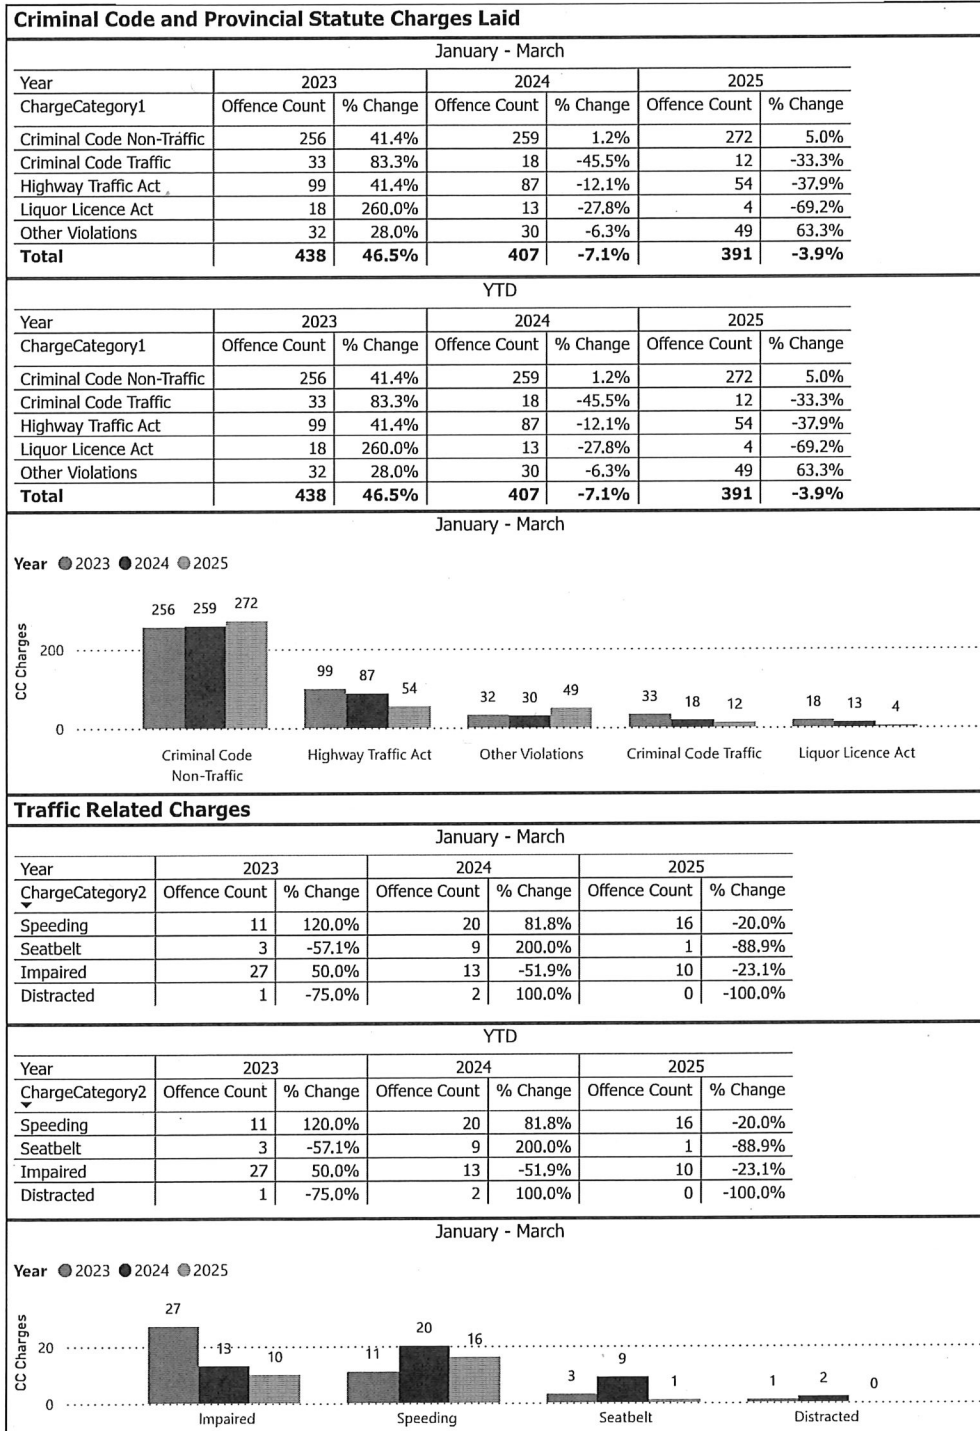 Criminal Code and Provincial Statute Charges Laid
January - March
Year 2023 2024 2025
ChargeCategory1 Offence Count % Change Offence Count % Change Offence Count % Change
Criminal Code Non-Traffic 256 41.4% 259 1.2% 272 5.0%
Criminal Code Traffic 33 83.3% 18 -45.5% 12 -33.3%
Highway Traffic Act 99 41.4% 87 -12.1% 54 -37.9%
Liquor Licence Act 18 260.0% 13 -27.8% 4 -69.2%
Other Violations 32 28.0% 30 -6.3% 49 63.3%
Total 438 46.5% 407 -7.1% 391 -3.9%
YTD
Year 2023 2024 2025
ChargeCategory1 Offence Count % Change Offence Count % Change Offence Count % Change
Criminal Code Non-Traffic 256 41.4% 259 1.2% 272 5.0%
Criminal Code Traffic 33 83.3% 18 -45.5% 12 -33.3%
Highway Traffic Act 99 41.4% 87 -12.1% 54 -37.9%
Liquor Licence Act 18 260.0% 13 -27.8% 4 -69.2%
Other Violations 32 28.0% 30 -6.3% 49 63.3%
Total 438 46.5% 407 -7.1% 391 -3.9%
January - March
Year 2023 2024 2025
CC Charges
200
0
256 259 272
99 87 54
32 30 49
33 18 12
18 13 4
Criminal Code Non-Traffic
Highway Traffic Act
Other Violations
Criminal Code Traffic
Liquor Licence Act
Traffic Related Charges
January - March
Year 2023 2024 2025
ChargeCategory2 Offence Count % Change Offence Count % Change Offence Count % Change
Speeding 11 120.0% 20 81.8% 16 -20.0%
Seatbelt 3 -57.1% 9 200.0% 1 -88.9%
Impaired 27 50.0% 13 -51.9% 10 -23.1%
Distracted 1 -75.0% 2 100.0% 0 -100.0%
YTD
Year 2023 2024 2025
ChargeCategory2 Offence Count % Change Offence Count % Change Offence Count % Change
Speeding 11 120.0% 20 81.8% 16 -20.0%
Seatbelt 3 -57.1% 9 200.0% 1 -88.9%
Impaired 27 50.0% 13 -51.9% 10 -23.1%
Distracted 1 -75.0% 2 100.0% 0 -100.0%
January - March
Year 2023 2024 2025
CC Charges
20
0
27 13 10
11 20 16
3 9 1
1 2 0
Impaired
Speeding
Seatbelt
Distracted